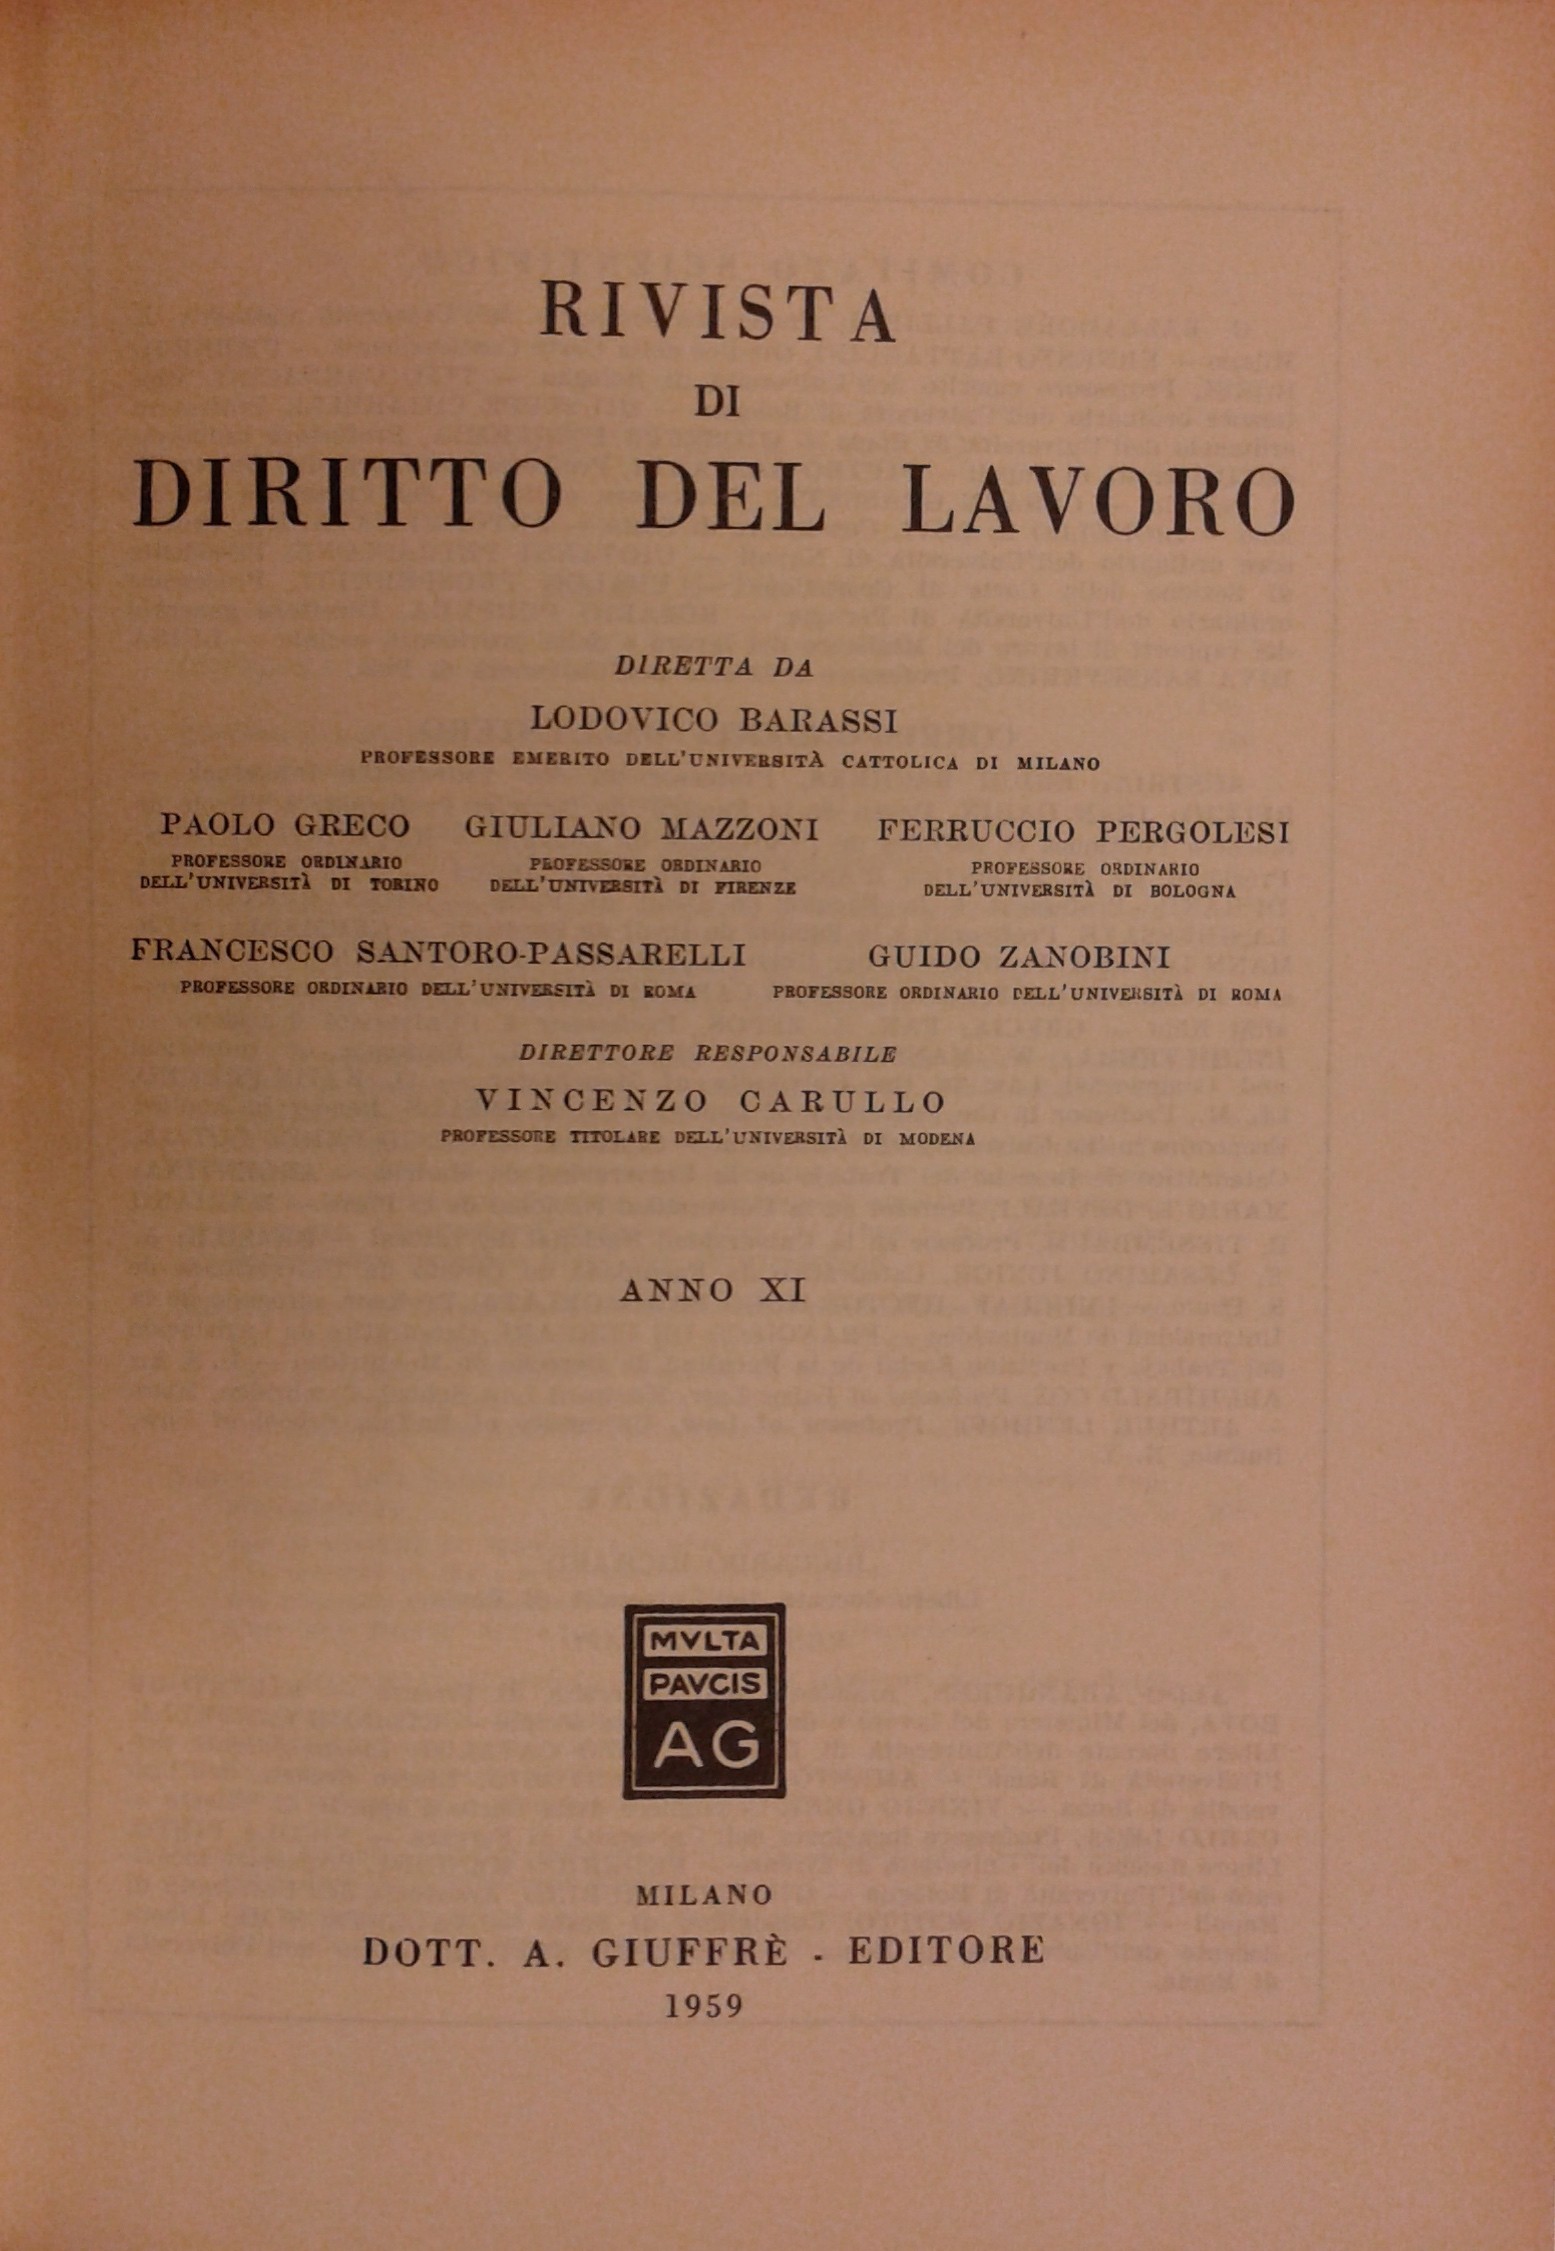 RIVISTA
DI
DIRITTO DEL LAVORO
DIRETTA DA
LODOVICO BARASSI
PROFESSORE EMERITO DELL'UNIVERSITÀ CATTOLICA DI MILANO
PAOLO GRECO GIULIANO MAZZONI FERRUCCIO PERGOLESI
PROFESSORE ORDINARIO PROFESSORE ORDINARIO PROFESSORE ORDINARIO
DELL'UNIVERSITÀ DI TORINO DELL'UNIVERSITÀ DI FIRENZE DELL'UNIVERSITÀ DI BOLOGNA
FRANCESCO SANTORO-PASSARELLI GUIDO ZANOBINI
PROFESSORE ORDINARIO DELL'UNIVERSITÀ DI ROMA PROFESSORE ORDINARIO DELL'UNIVERSITÀ DI ROMA
DIRETTORE RESPONSABILE
VINCENZO CARULLO
PROFESSORE TITOLARE DELL'UNIVERSITÀ DI MODENA
ANNO XI
MVLTA
PAVCIS
AG
MILANO
DOTT. A. GIUFFRÈ - EDITORE
1959